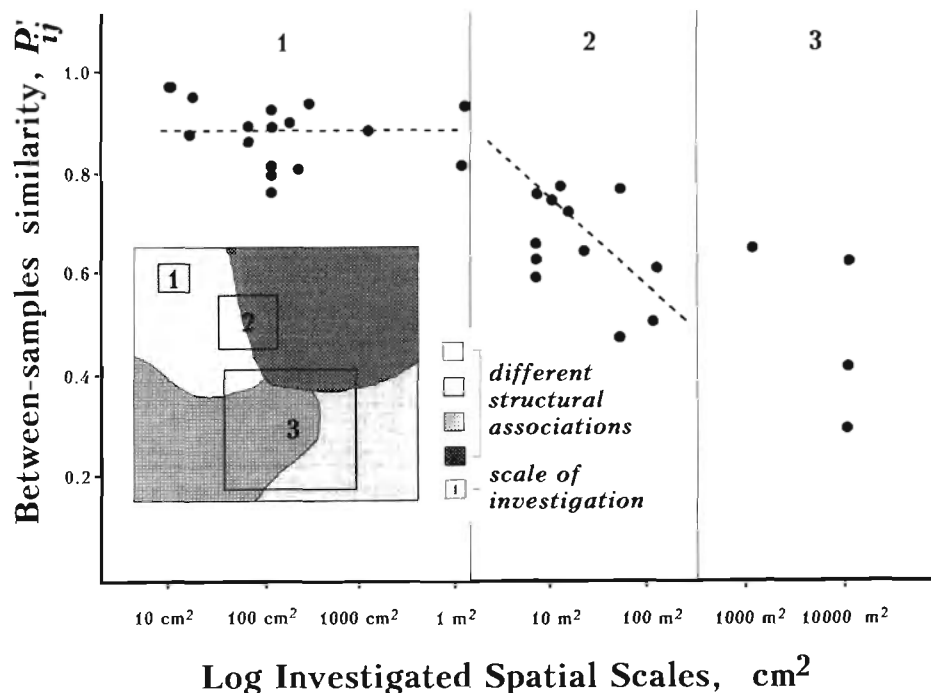 Between-samples similarity, P'ij
1 2 3
1.0
0.8
0.6
0.4
0.2
1
2
3
different
structural
associations
1
scale of
investigation
10 cm² 100 cm² 1000 cm² 1 m² 10 m² 100 m² 1000 m² 10000 m²
Log Investigated Spatial Scales, cm²